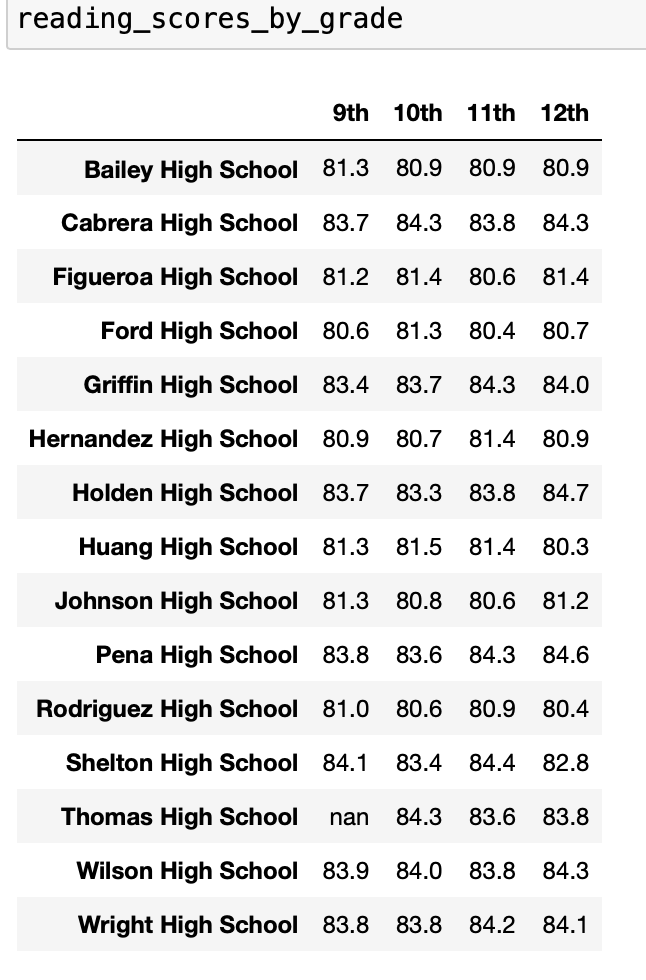 reading_scores_by_grade
9th 10th 11th 12th
Bailey High School 81.3 80.9 80.9 80.9
Cabrera High School 83.7 84.3 83.8 84.3
Figueroa High School 81.2 81.4 80.6 81.4
Ford High School 80.6 81.3 80.4 80.7
Griffin High School 83.4 83.7 84.3 84.0
Hernandez High School 80.9 80.7 81.4 80.9
Holden High School 83.7 83.3 83.8 84.7
Huang High School 81.3 81.5 81.4 80.3
Johnson High School 81.3 80.8 80.6 81.2
Pena High School 83.8 83.6 84.3 84.6
Rodriguez High School 81.0 80.6 80.9 80.4
Shelton High School 84.1 83.4 84.4 82.8
Thomas High School nan 84.3 83.6 83.8
Wilson High School 83.9 84.0 83.8 84.3
Wright High School 83.8 83.8 84.2 84.1